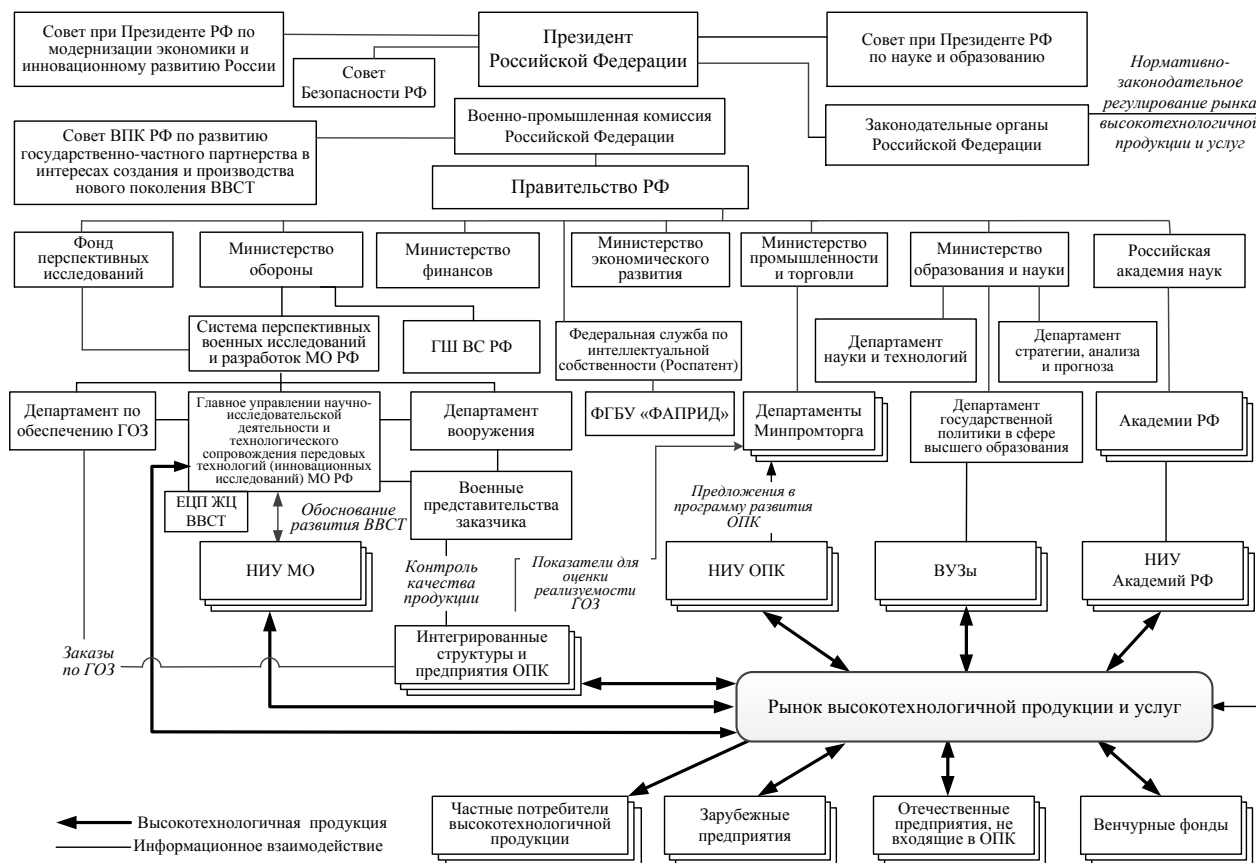 Совет при Президенте РФ по
модернизации экономики и
инновационному развитию России
Президент
Российской Федерации
Совет при Президенте РФ
по науке и образованию
Совет
Безопасности РФ
Нормативно-
законодательное
регулирование рынка
высокотехнологичной
продукции и услуг
Военно-промышленная комиссия
Российской Федерации
Законодательные органы
Российской Федерации
Совет ВПК РФ по развитию
государственно-частного партнерства в
интересах создания и производства
нового поколения ВВСТ
Правительство РФ
Фонд
перспективных
исследований
Министерство
обороны
Министерство
финансов
Министерство
экономического
развития
Министерство
промышленности
и торговли
Министерство
образования и науки
Российская
академия наук
Система перспективных
военных исследований
и разработок МО РФ
ГШ ВС РФ
Федеральная служба по
интеллектуальной
собственности (Роспатент)
Департамент
науки и технологий
Департамент
стратегии, анализа
и прогноза
Департамент по
обеспечению ГОЗ
Главное управлении научно-
исследовательской
деятельности и
технологического
сопровождения передовых
технологий (инновационных
исследований) МО РФ
Департамент
вооружения
ФГБУ «ФАПРИД»
Департаменты
Минпромторга
Департамент
государственной
политики в сфере
высшего образования
Академии РФ
ЕЦП ЖЦ
ВВСТ
Обоснование
развития ВВСТ
Военные
представительства
заказчика
Предложения в
программу развития
ОПК
НИУ МО
Контроль
качества
продукции
Показатели для
оценки
реализуемости
ГОЗ
НИУ ОПК
ВУЗы
НИУ
Академий РФ
Заказы
по ГОЗ
Интегрированные
структуры и
предприятия ОПК
Рынок высокотехнологичной продукции и услуг
Частные потребители
высокотехнологичной
продукции
Зарубежные
предприятия
Отечественные
предприятия, не
входящие в ОПК
Венчурные фонды
Высокотехнологичная продукция
Информационное взаимодействие